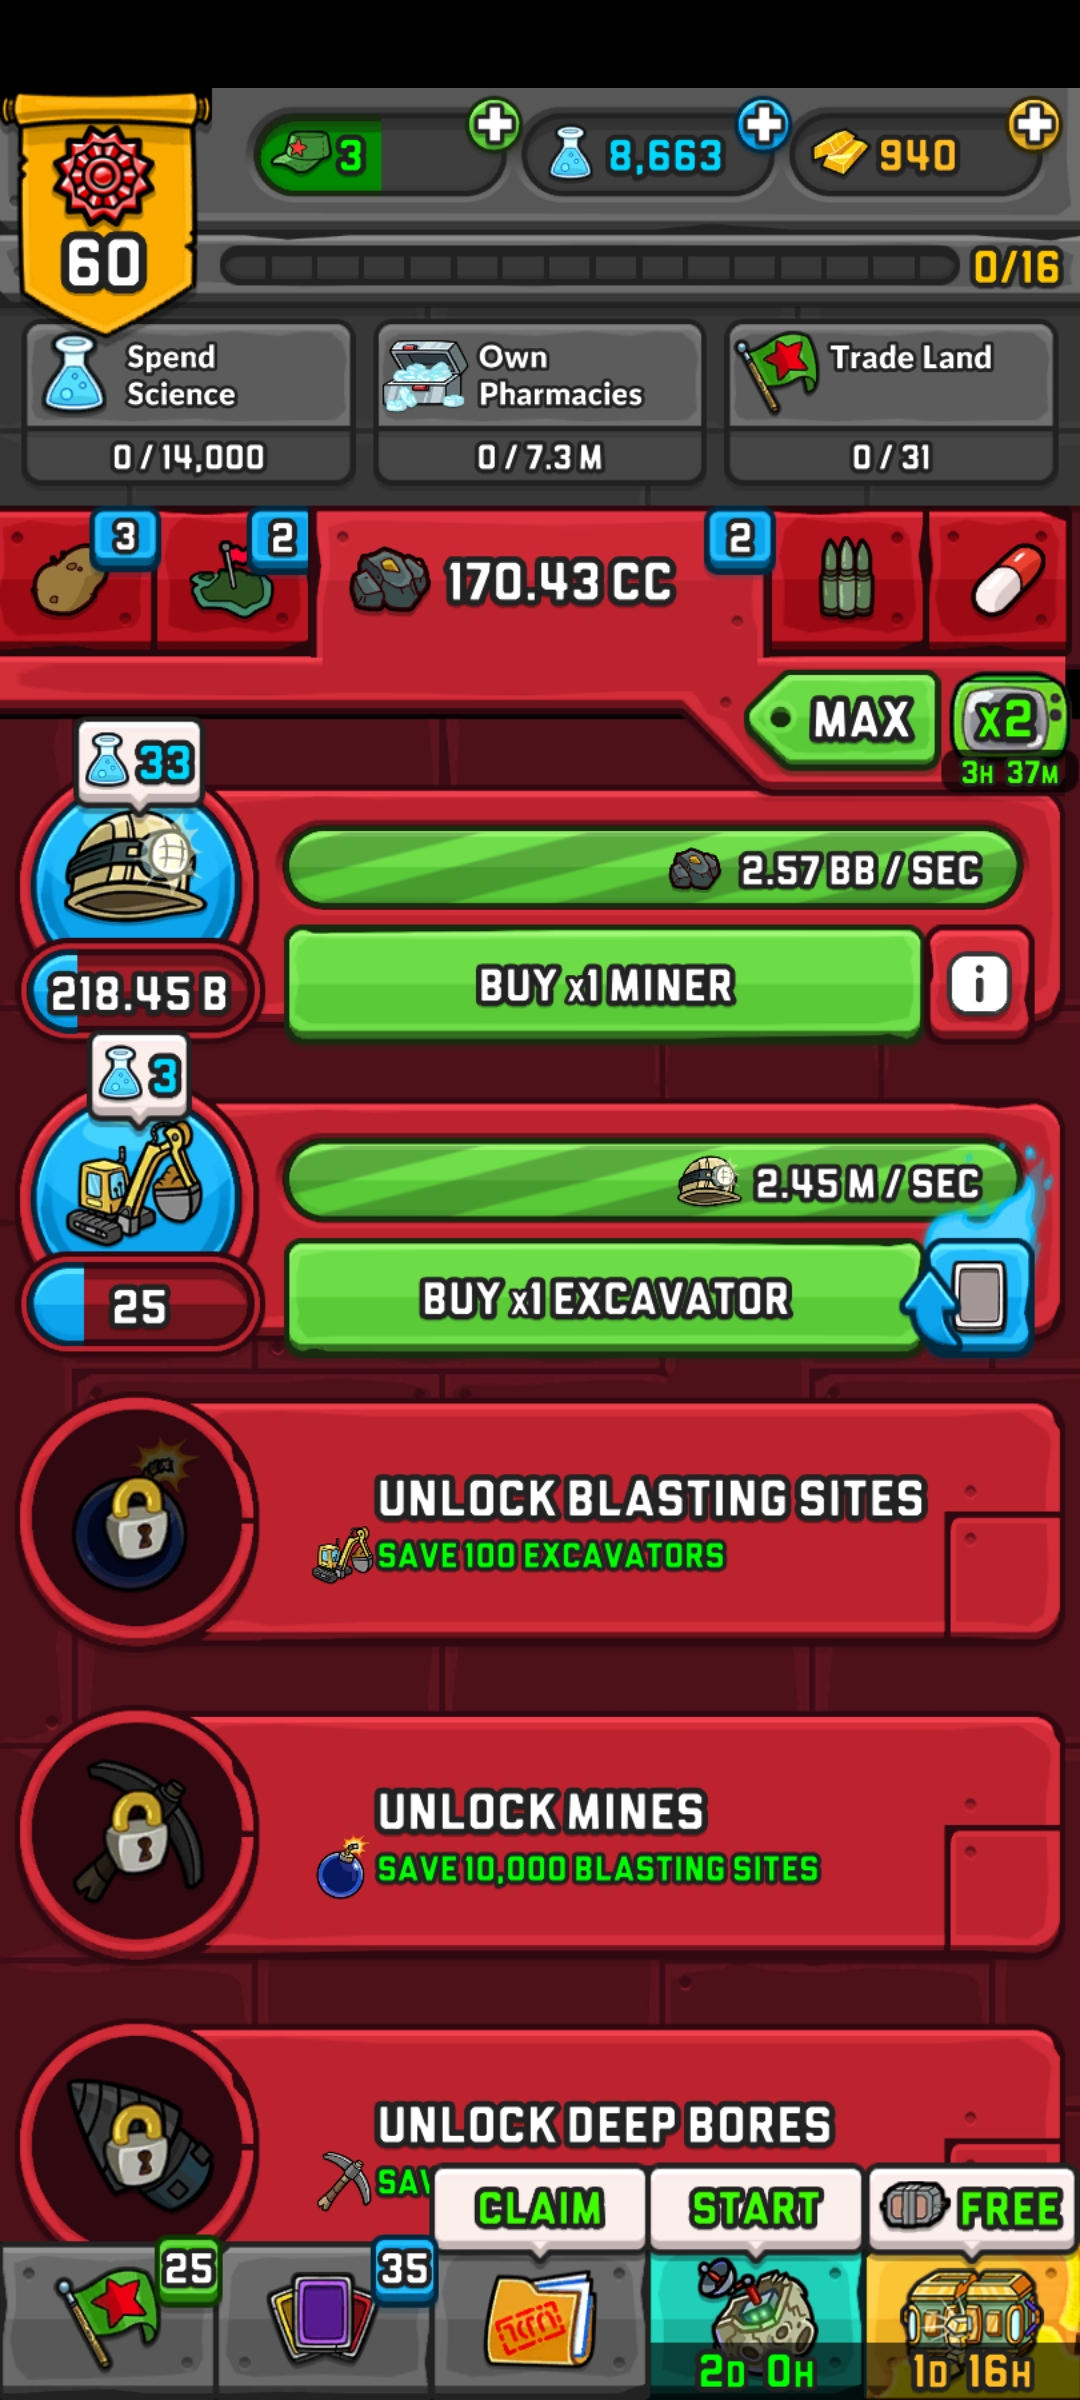 3
8,663
940
60
0/16
Spend
Science
0/14,000
Own
Pharmacies
0/7.3 M
Trade Land
0/31
3
2
170.43 CC
2
MAX
x2
3H 37M
33
2.57 BB / SEC
218.45 B
BUY x1 MINER
i
3
2.45 M / SEC
25
BUY x1 EXCAVATOR
UNLOCK BLASTING SITES
SAVE 100 EXCAVATORS
UNLOCK MINES
SAVE 10,000 BLASTING SITES
UNLOCK DEEP BORES
SAV
CLAIM
START
FREE
25
35
2D 0H
1D 16H